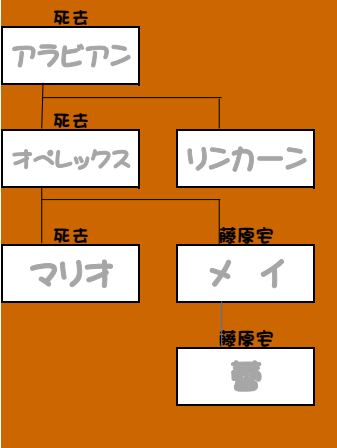 死去
アラビアン
死去
オペレックス
リンカーン
死去
マリオ
藤原宅
メイ
藤原宅